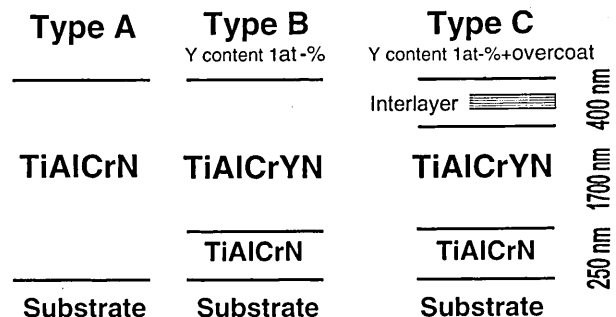 Type A
Type B
Y content 1at-%
Type C
Y content 1at-%+overcoat
Interlayer
400 nm
TiAlCrN
TiAlCrYN
TiAlCrYN
1700 nm
TiAlCrN
TiAlCrN
250 nm
Substrate
Substrate
Substrate